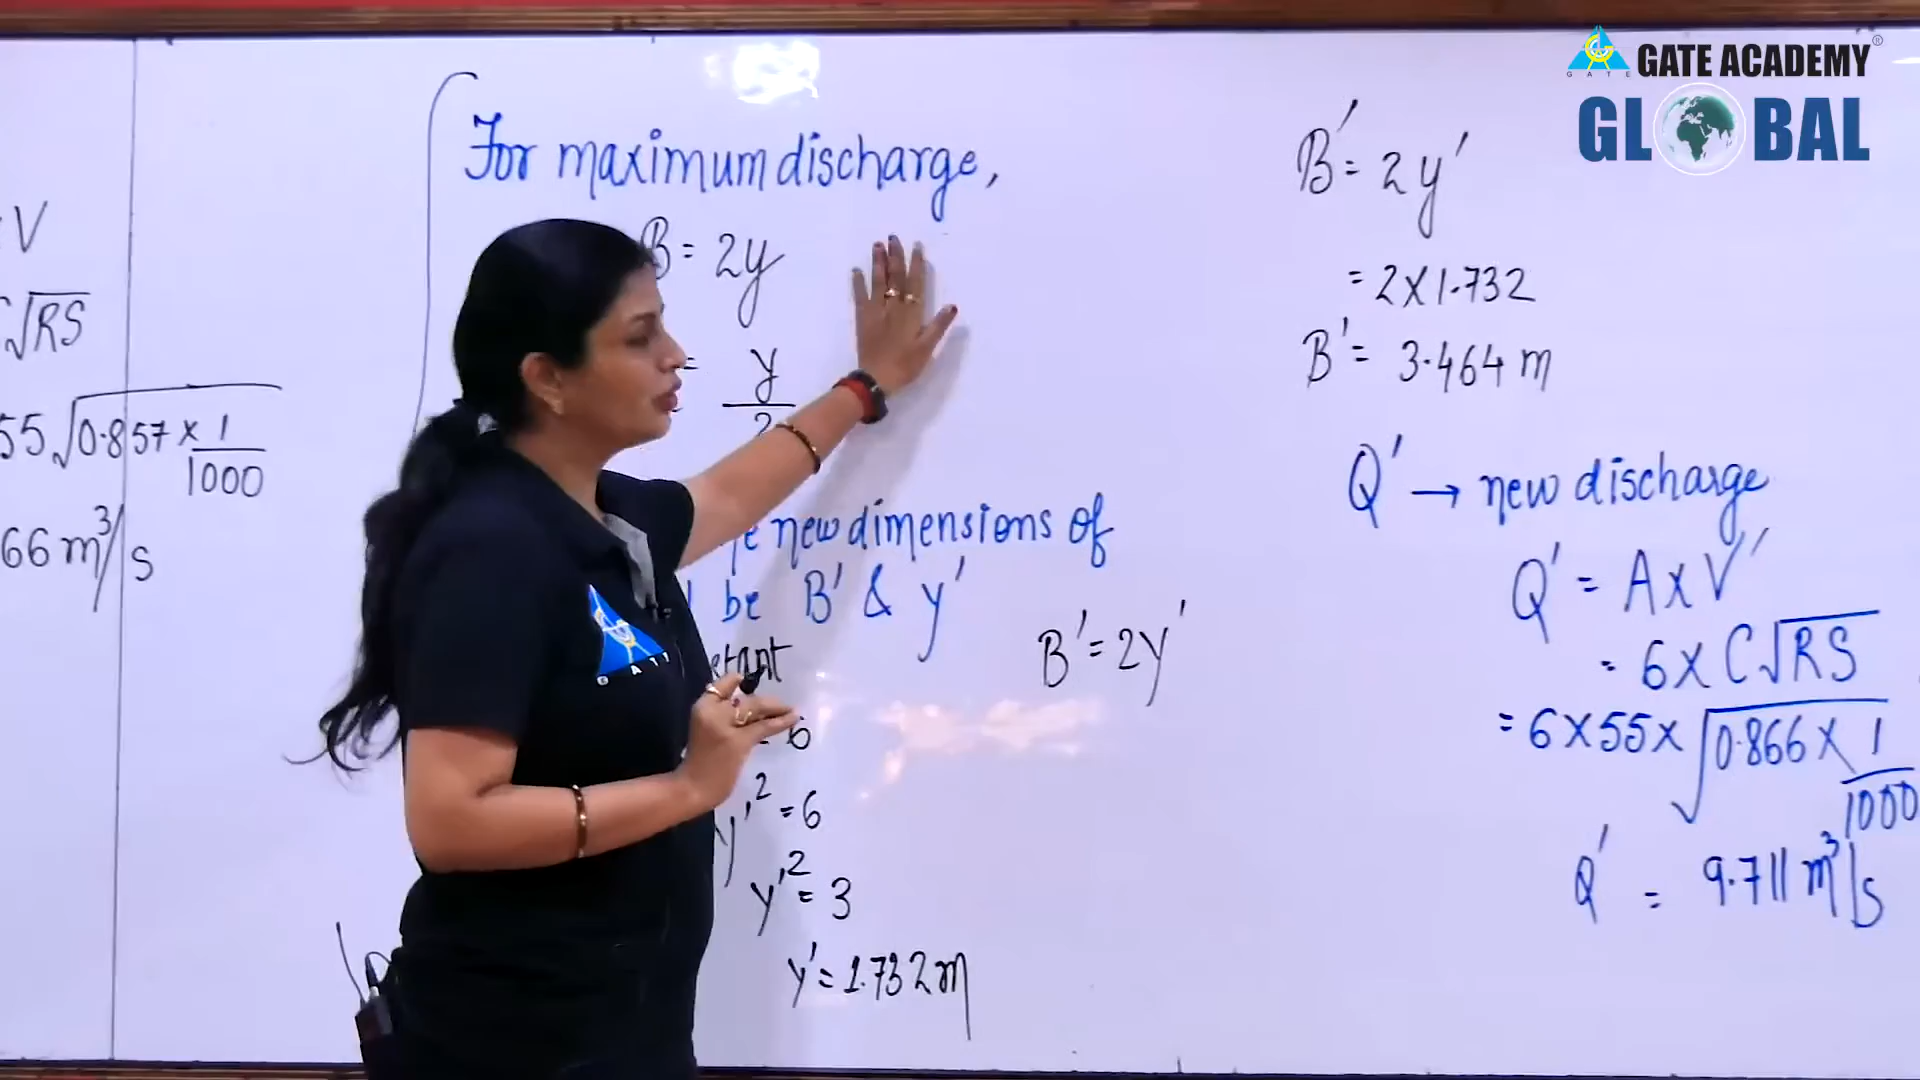 GATE ACADEMY
GATE
GLOBAL
V
√RS
55 √0.857 × 1/1000
66 m³/s
For maximum discharge,
B = 2y
= y/2
new dimensions of
be B' & y'
B' = 2y'
= 6
y'² = 6
y'² = 3
y' = 1.732 m
B' = 2y'
= 2 × 1.732
B' = 3.464 m
Q' → new discharge
Q' = A × V'
= 6 × C√RS
= 6 × 55 × √0.866 × 1/1000
Q' = 9.711 m³/s